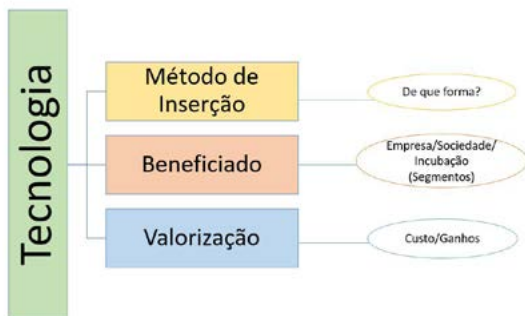 Tecnologia
Método de
Inserção
De que forma?
Beneficiado
Empresa/Sociedade/
Incubação
(Segmentos)
Valorização
Custo/Ganhos